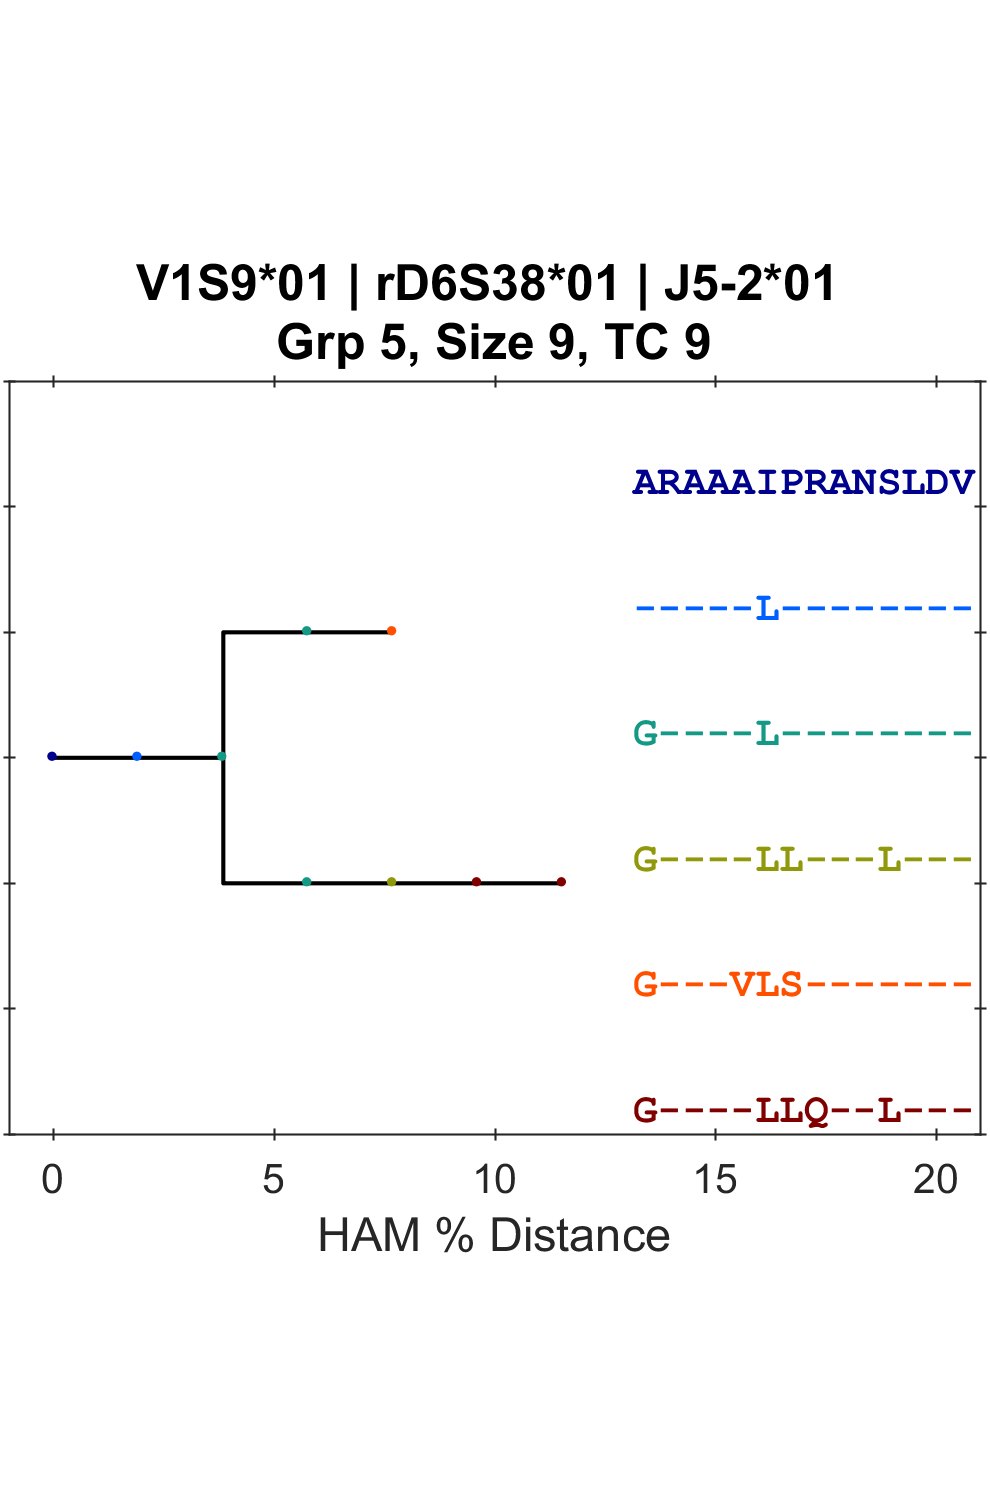 V1S9*01 | rD6S38*01 | J5-2*01
Grp 5, Size 9, TC 9
ARAAAIPRANSLDV
-----L--------
G----L--------
G----LL---L---
G---VLS-------
G----LLQ--L---
0 5 10 15 20
HAM % Distance